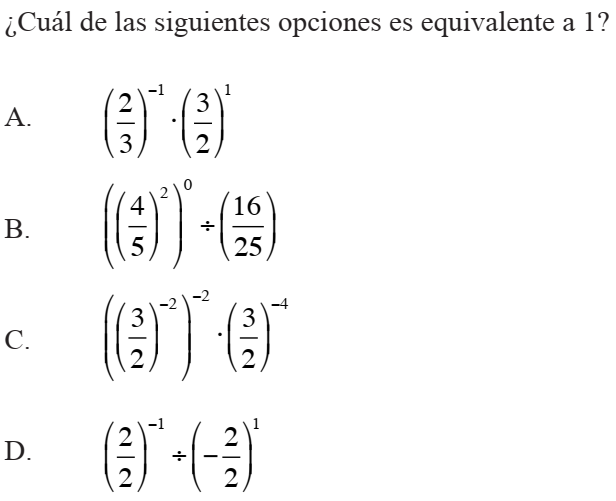 ¿Cuál de las siguientes opciones es equivalente a 1?
A. (2/3)^−1 · (3/2)^1
B. ((4/5)^2)^0 ÷ (16/25)
C. ((3/2)^−2)^−2 · (3/2)^−4
D. (2/2)^−1 ÷ (−2/2)^1